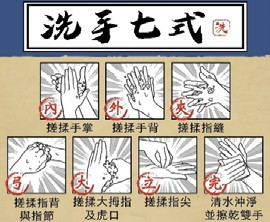 洗手七式
洗
內
外
夾
搓揉手掌
搓揉手背
搓揉指縫
弓
大
立
完
搓揉指背
與指節
搓揉大拇指
及虎口
搓揉指尖
清水沖淨
並擦乾雙手